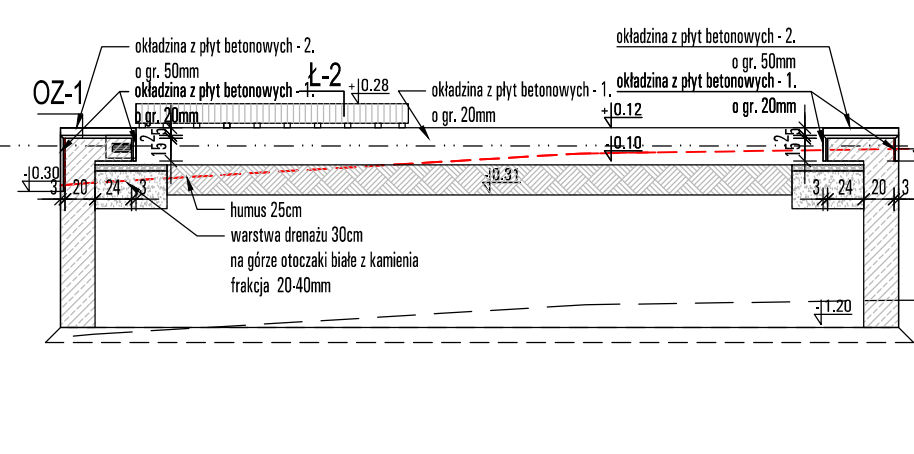 okładzina z płyt betonowych - 2.
o gr. 50mm
okładzina z płyt betonowych - 1.
o gr. 20mm
OZ-1
Ł-2
+0.28
okładzina z płyt betonowych - 1.
o gr. 20mm
okładzina z płyt betonowych - 2.
o gr. 50mm
okładzina z płyt betonowych - 1.
o gr. 20mm
+0.12
+0.10
15 2 5
15 2 5
-0.30
-0.31
3 20 24 3
3 24 20 3
humus 25cm
warstwa drenażu 30cm
na górze otoczaki białe z kamienia
frakcja 20-40mm
-1.20